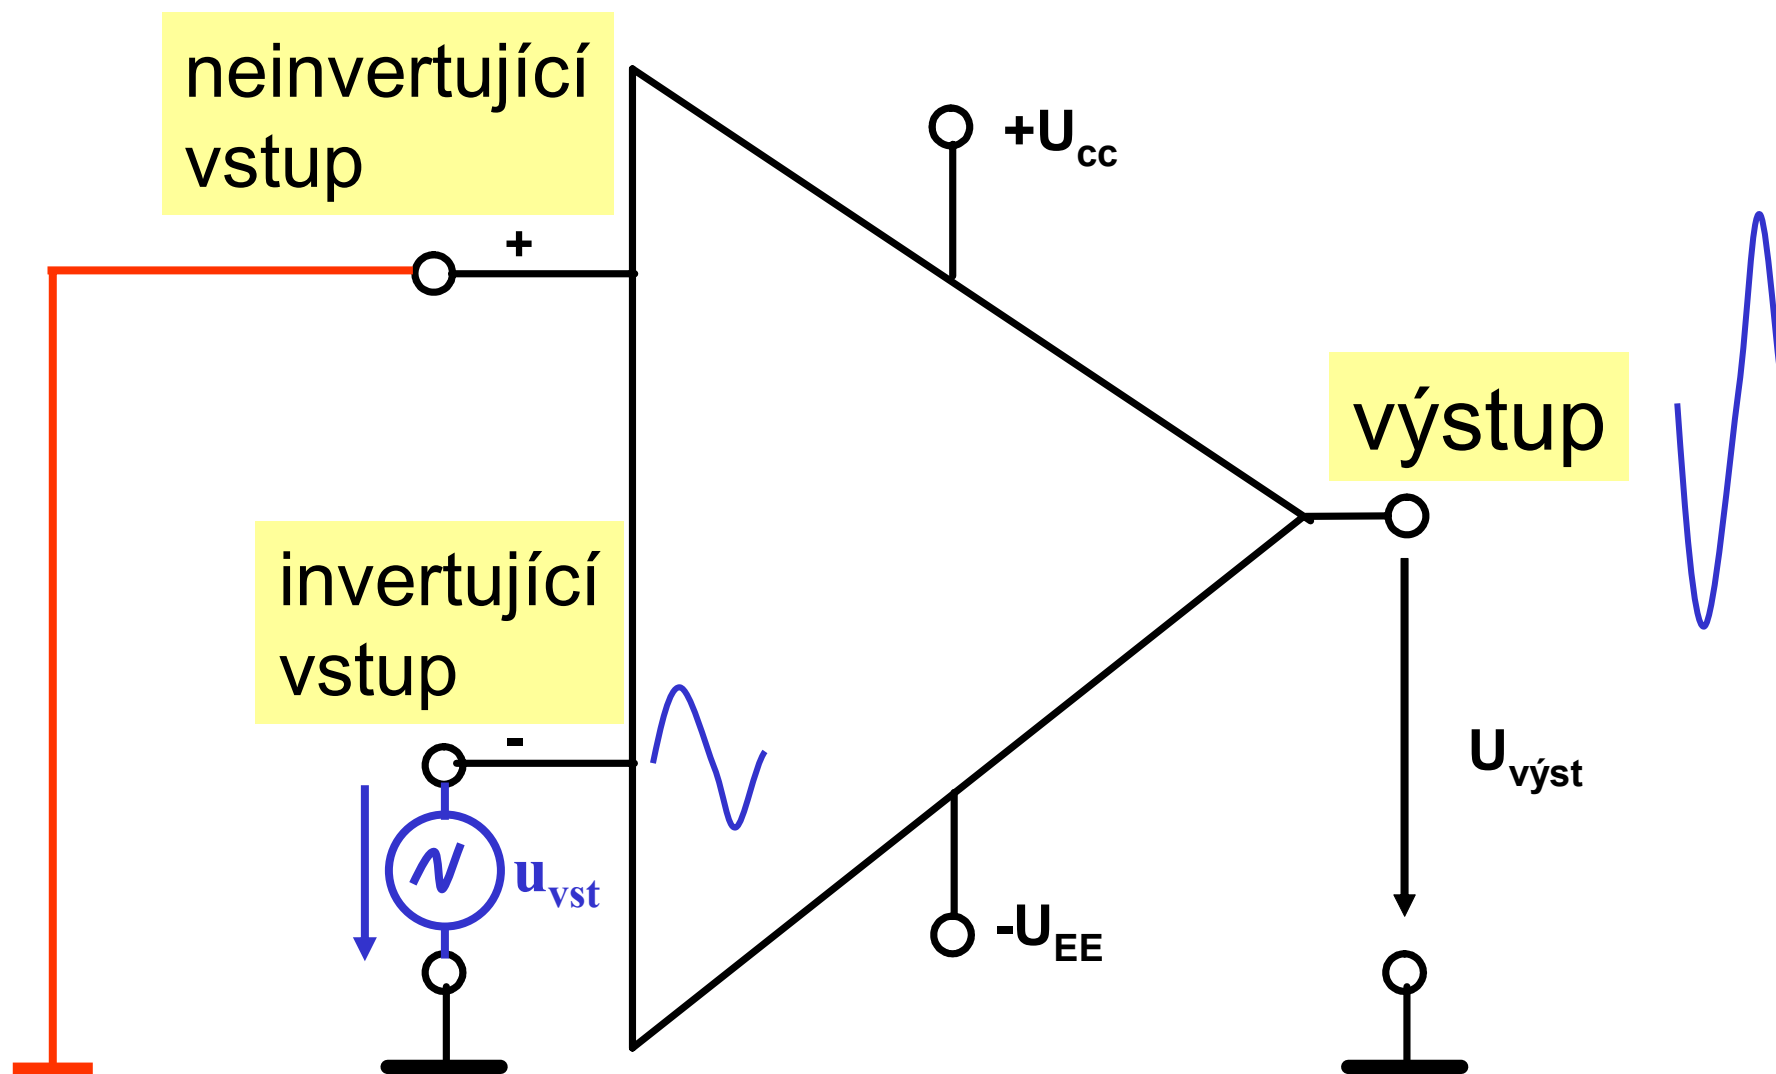 neinvertující
vstup
+
+Ucc
výstup
invertující
vstup
-
uvst
Uvýst
-UEE